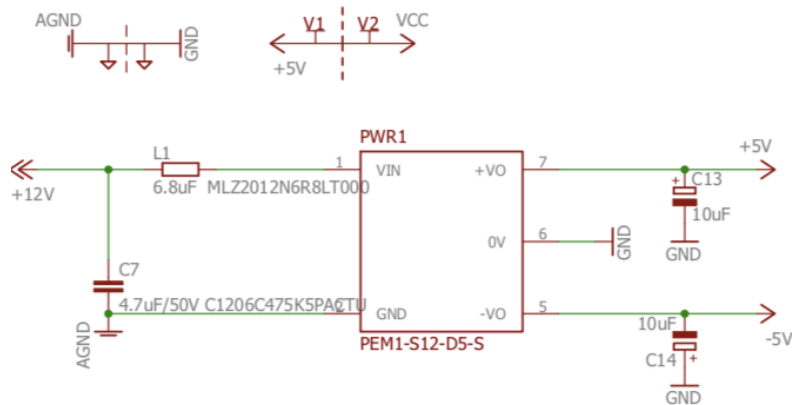 AGND
GND
V1
V2
VCC
+5V
PWR1
L1
6.8uF MLZ2012N6R8LT000
+12V
1
VIN
+VO
7
+5V
C13
+
10uF
GND
0V
6
GND
C7
4.7uF/50V C1206C475K5PACTU
2
GND
-VO
5
AGND
PEM1-S12-D5-S
10uF
C14
+
-5V
GND